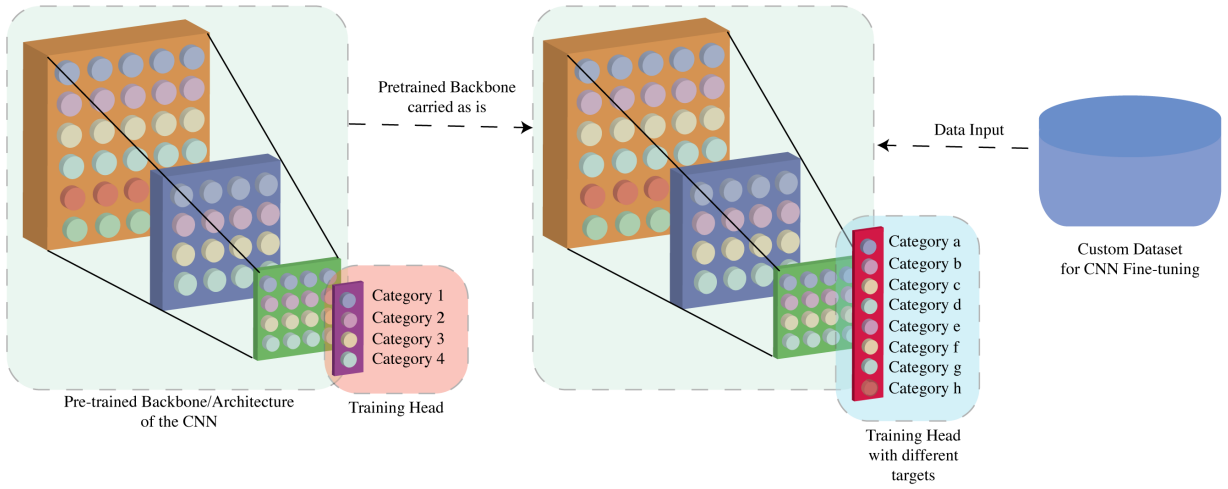 Pretrained Backbone
carried as is
Data Input
Custom Dataset
for CNN Fine-tuning
Category 1
Category 2
Category 3
Category 4
Pre-trained Backbone/Architecture
of the CNN
Training Head
Category a
Category b
Category c
Category d
Category e
Category f
Category g
Category h
Training Head
with different
targets